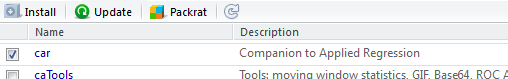 Install Update Packrat
Name Description
car Companion to Applied Regression
caTools Tools: moving window statistics, GIF, Base64, ROC A